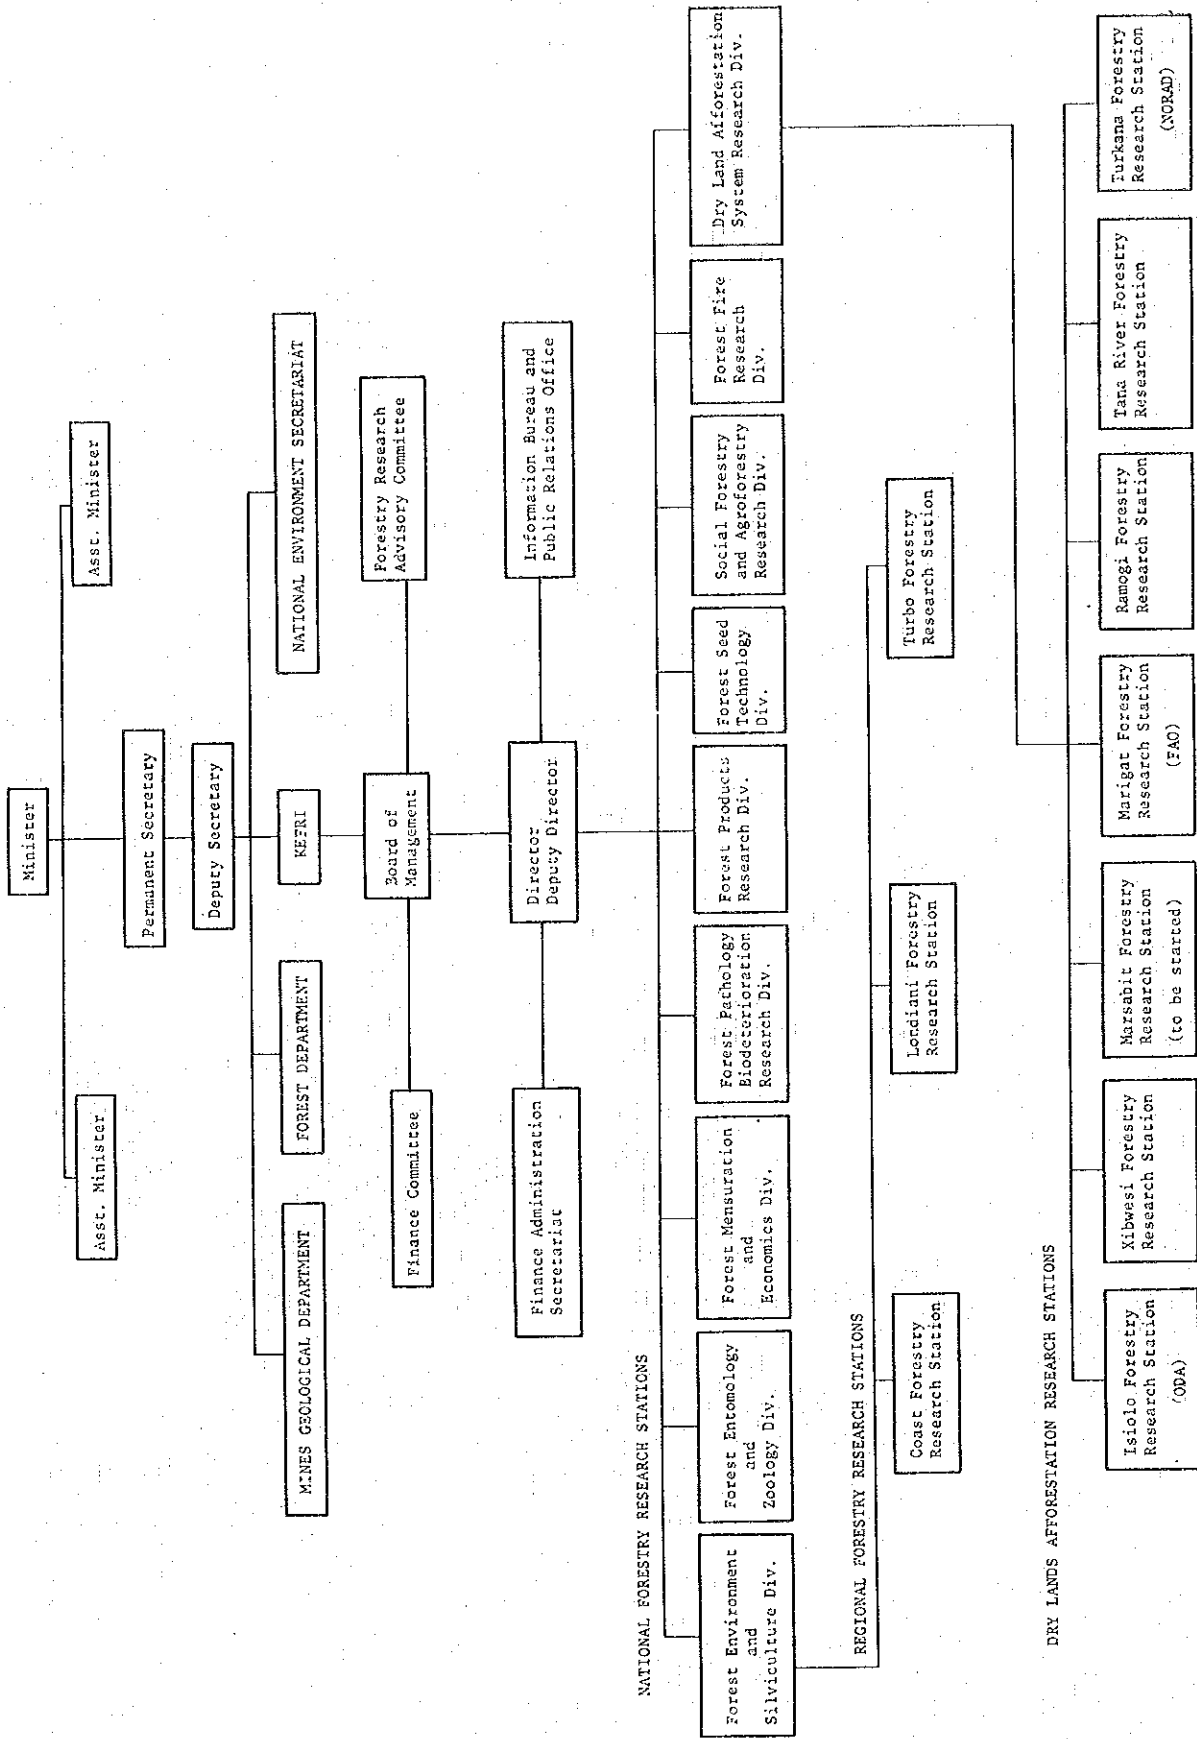 Minister
Asst. Minister
Asst. Minister
Permanent Secretary
Deputy Secretary
MINES GEOLOGICAL DEPARTMENT
FOREST DEPARTMENT
KEFRI
NATIONAL ENVIRONMENT SECRETARIAT
Finance Committee
Board of
Management
Forestry Research
Advisory Committee
Finance Administration
Secretariat
Director
Deputy Director
Information Bureau and
Public Relations Office
NATIONAL FORESTRY RESEARCH STATIONS
Forest Environment
and
Silviculture Div.
Forest Entomology
and
Zoology Div.
Forest Mensuration
and
Economics Div.
Forest Pathology
Biodeterioration
Research Div.
Forest Products
Research Div.
Forest Seed
Technology
Div.
Social Forestry
and Agroforestry
Research Div.
Forest Fire
Research
Div.
Dry Land Afforestation
System Research Div.
REGIONAL FORESTRY RESEARCH STATIONS
Coast Forestry
Research Station
Londiani Forestry
Research Station
Turbo Forestry
Research Station
DRY LANDS AFFORESTATION RESEARCH STATIONS
Isiolo Forestry
Research Station
(ODA)
Xibwesi Forestry
Research Station
Marsabit Forestry
Research Station
(to be started)
Marigat Forestry
Research Station
(FAO)
Ramogi Forestry
Research Station
Tana River Forestry
Research Station
Turkana Forestry
Research Station
(NORAD)